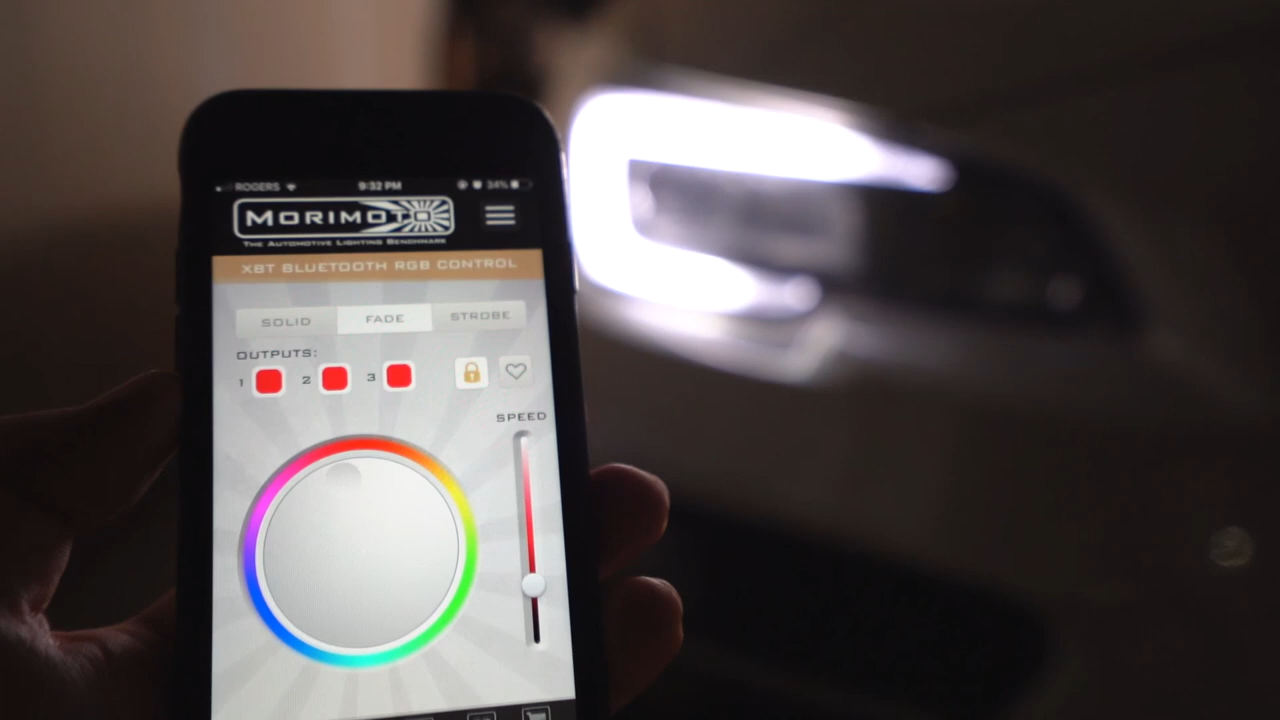 ROGERS 9:32 PM 34%
MORIMOTO
THE AUTOMOTIVE LIGHTING BENCHMARK
XBT BLUETOOTH RGB CONTROL
SOLID FADE STROBE
OUTPUTS:
1 2 3
SPEED